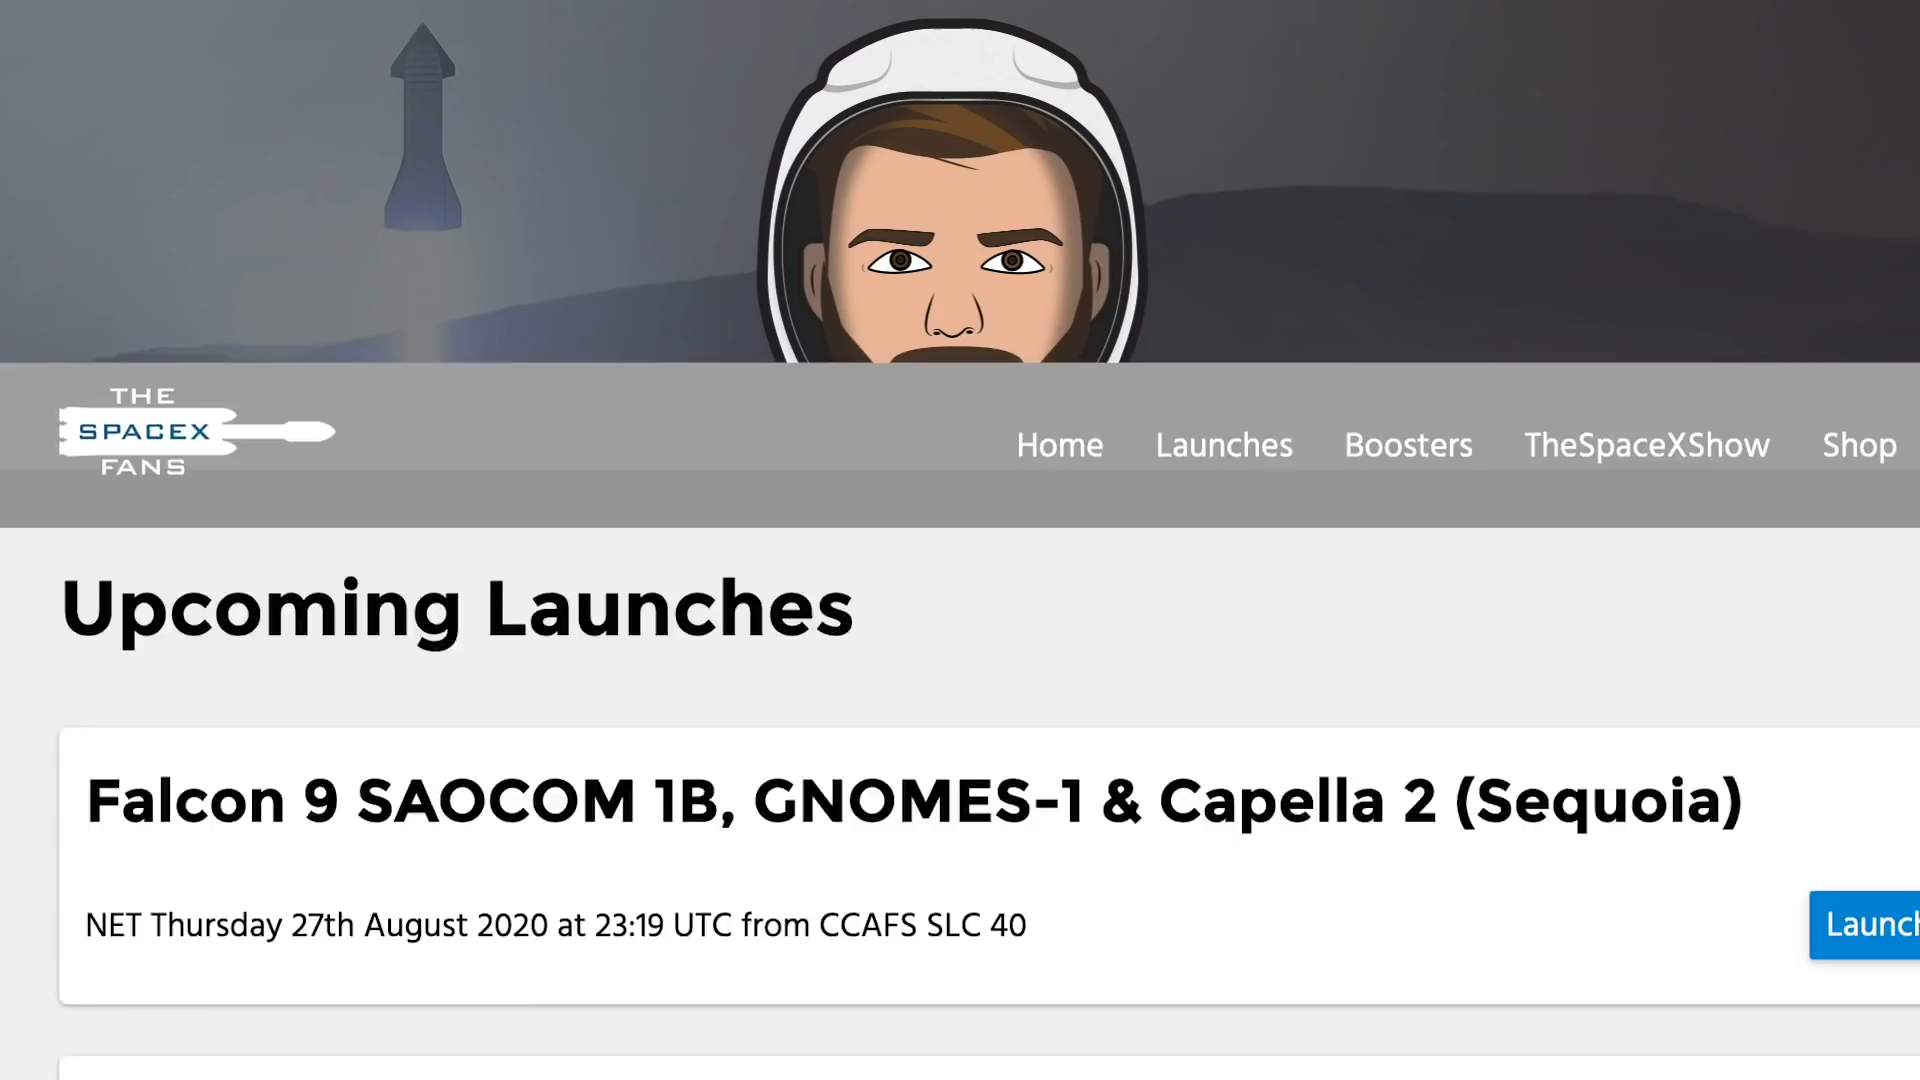 THE
SPACEX
FANS
Home Launches Boosters TheSpaceXShow Shop
Upcoming Launches
Falcon 9 SAOCOM 1B, GNOMES-1 & Capella 2 (Sequoia)
NET Thursday 27th August 2020 at 23:19 UTC from CCAFS SLC 40
Launch